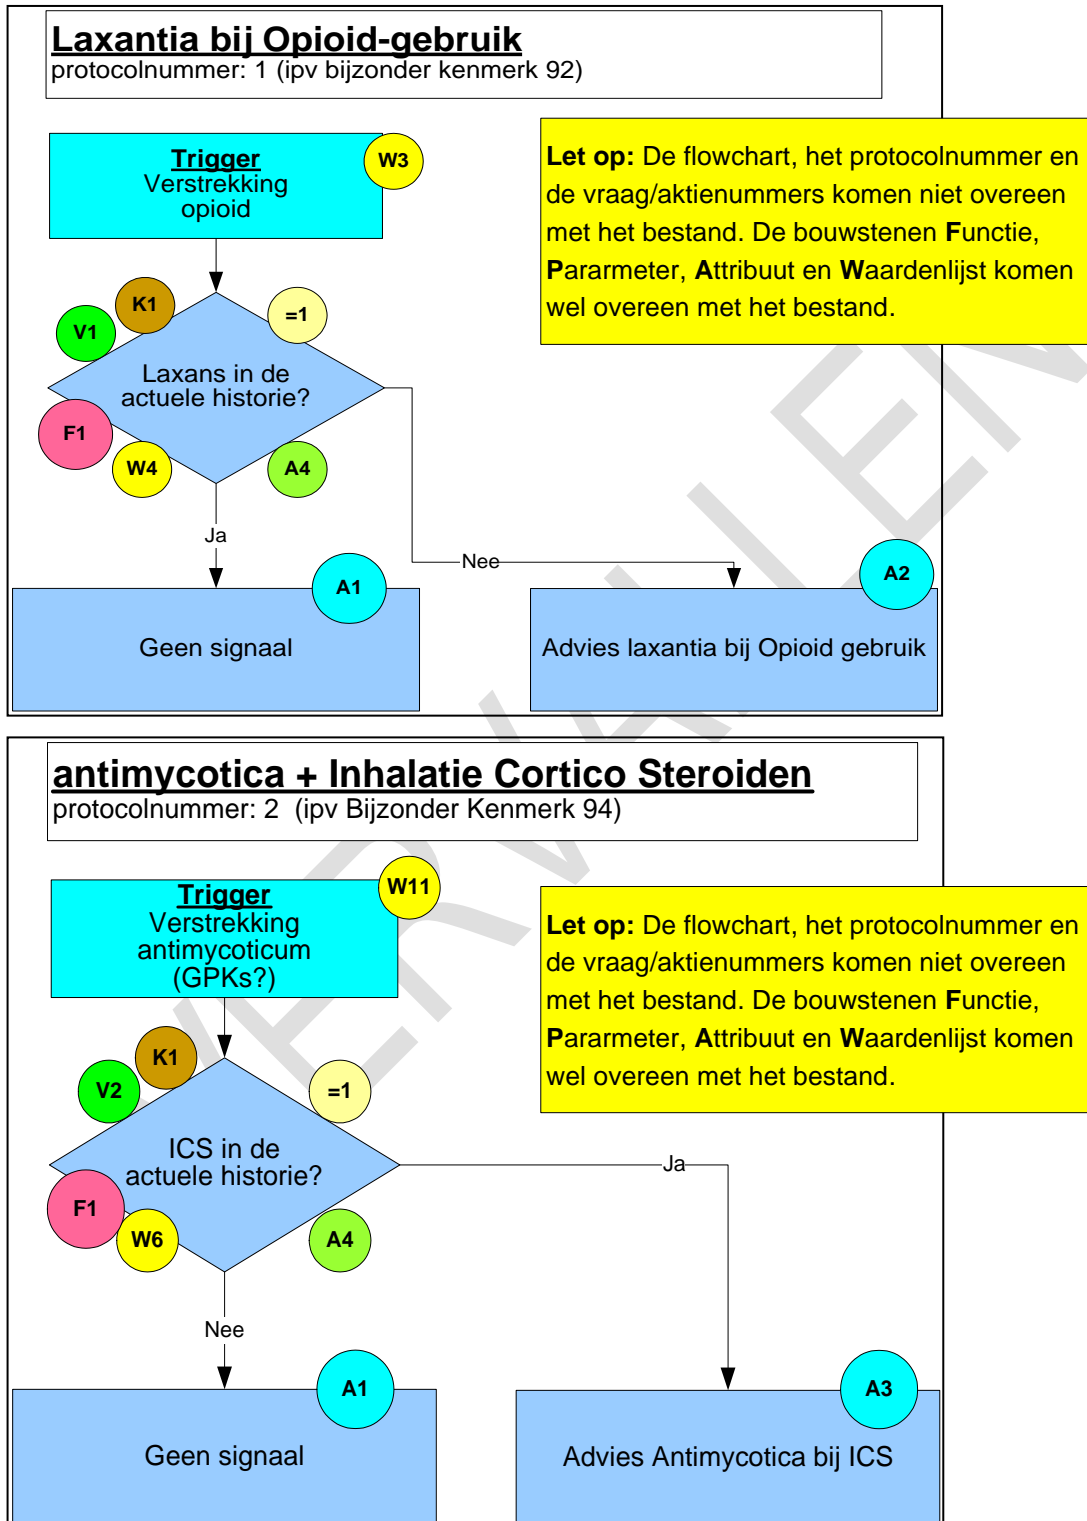 Laxantia bij Opioid-gebruik
protocolnummer: 1 (ipv bijzonder kenmerk 92)
Trigger
Verstrekking
opioid
W3
Let op: De flowchart, het protocolnummer en
de vraag/aktienummers komen niet overeen
met het bestand. De bouwstenen Functie,
Pararmeter, Attribuut en Waardenlijst komen
wel overeen met het bestand.
K1
=1
V1
Laxans in de
actuele historie?
F1
W4
A4
Ja
Nee
A1
A2
Geen signaal
Advies laxantia bij Opioid gebruik
antimycotica + Inhalatie Cortico Steroiden
protocolnummer: 2  (ipv Bijzonder Kenmerk 94)
Trigger
Verstrekking
antimycoticum
(GPKs?)
W11
Let op: De flowchart, het protocolnummer en
de vraag/aktienummers komen niet overeen
met het bestand. De bouwstenen Functie,
Pararmeter, Attribuut en Waardenlijst komen
wel overeen met het bestand.
K1
V2
=1
ICS in de
actuele historie?
Ja
F1
W6
A4
Nee
A1
A3
Geen signaal
Advies Antimycotica bij ICS
VERVALLEN